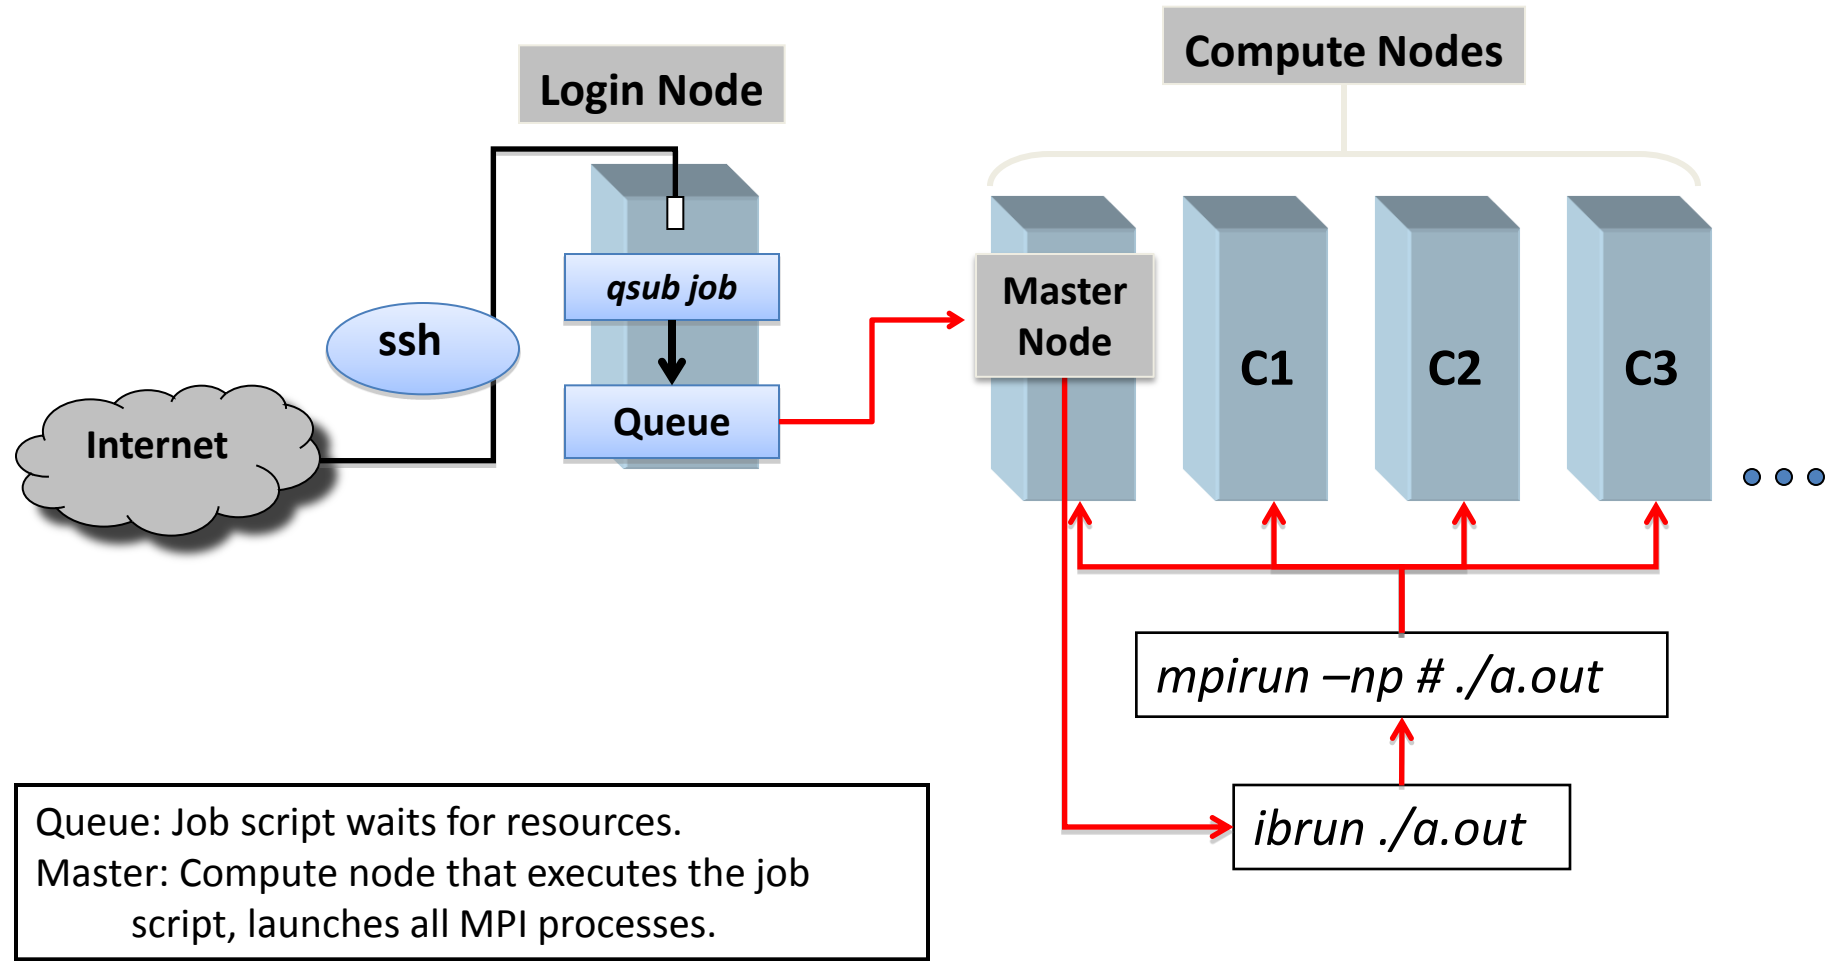 Login Node
Compute Nodes
qsub job
Queue
ssh
Internet
Master
Node
C1
C2
C3
mpirun –np # ./a.out
ibrun ./a.out
Queue: Job script waits for resources.
Master: Compute node that executes the job
script, launches all MPI processes.